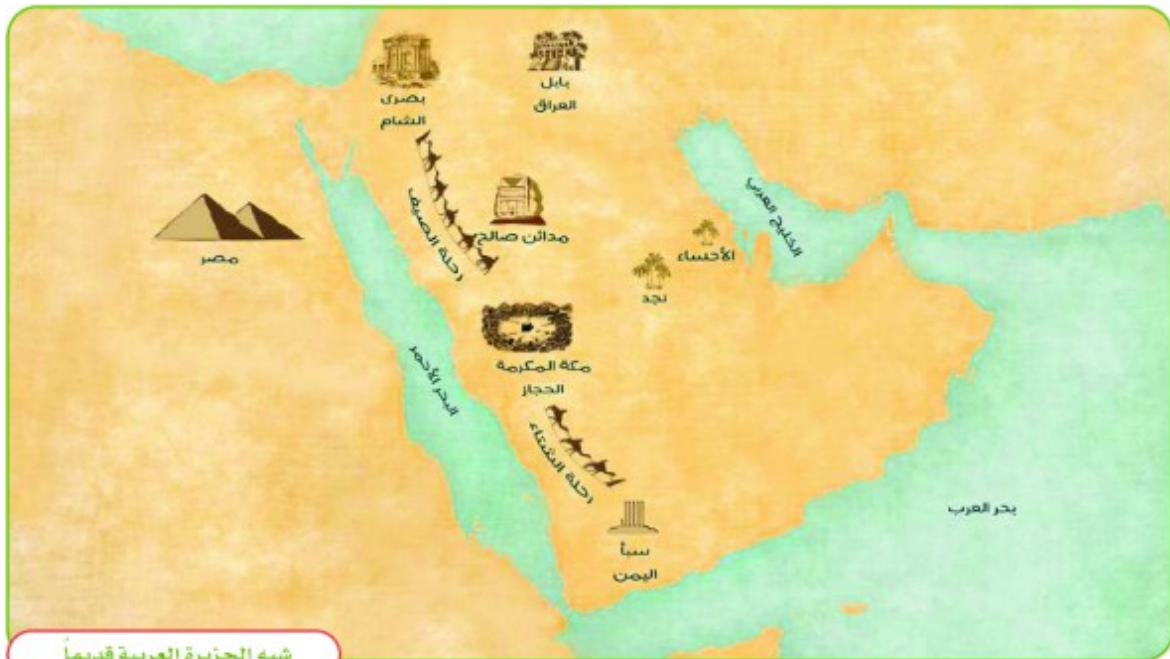 بابل
العراق
بصرى
الشام
رحلة الصيف
مدائن صالح
مصر
الخليج العربي
الأحساء
نجد
مكة المكرمة
الحجاز
البحر الأحمر
رحلة الشتاء
سبأ
اليمن
بحر العرب
شبه الجزيرة العربية قديماً